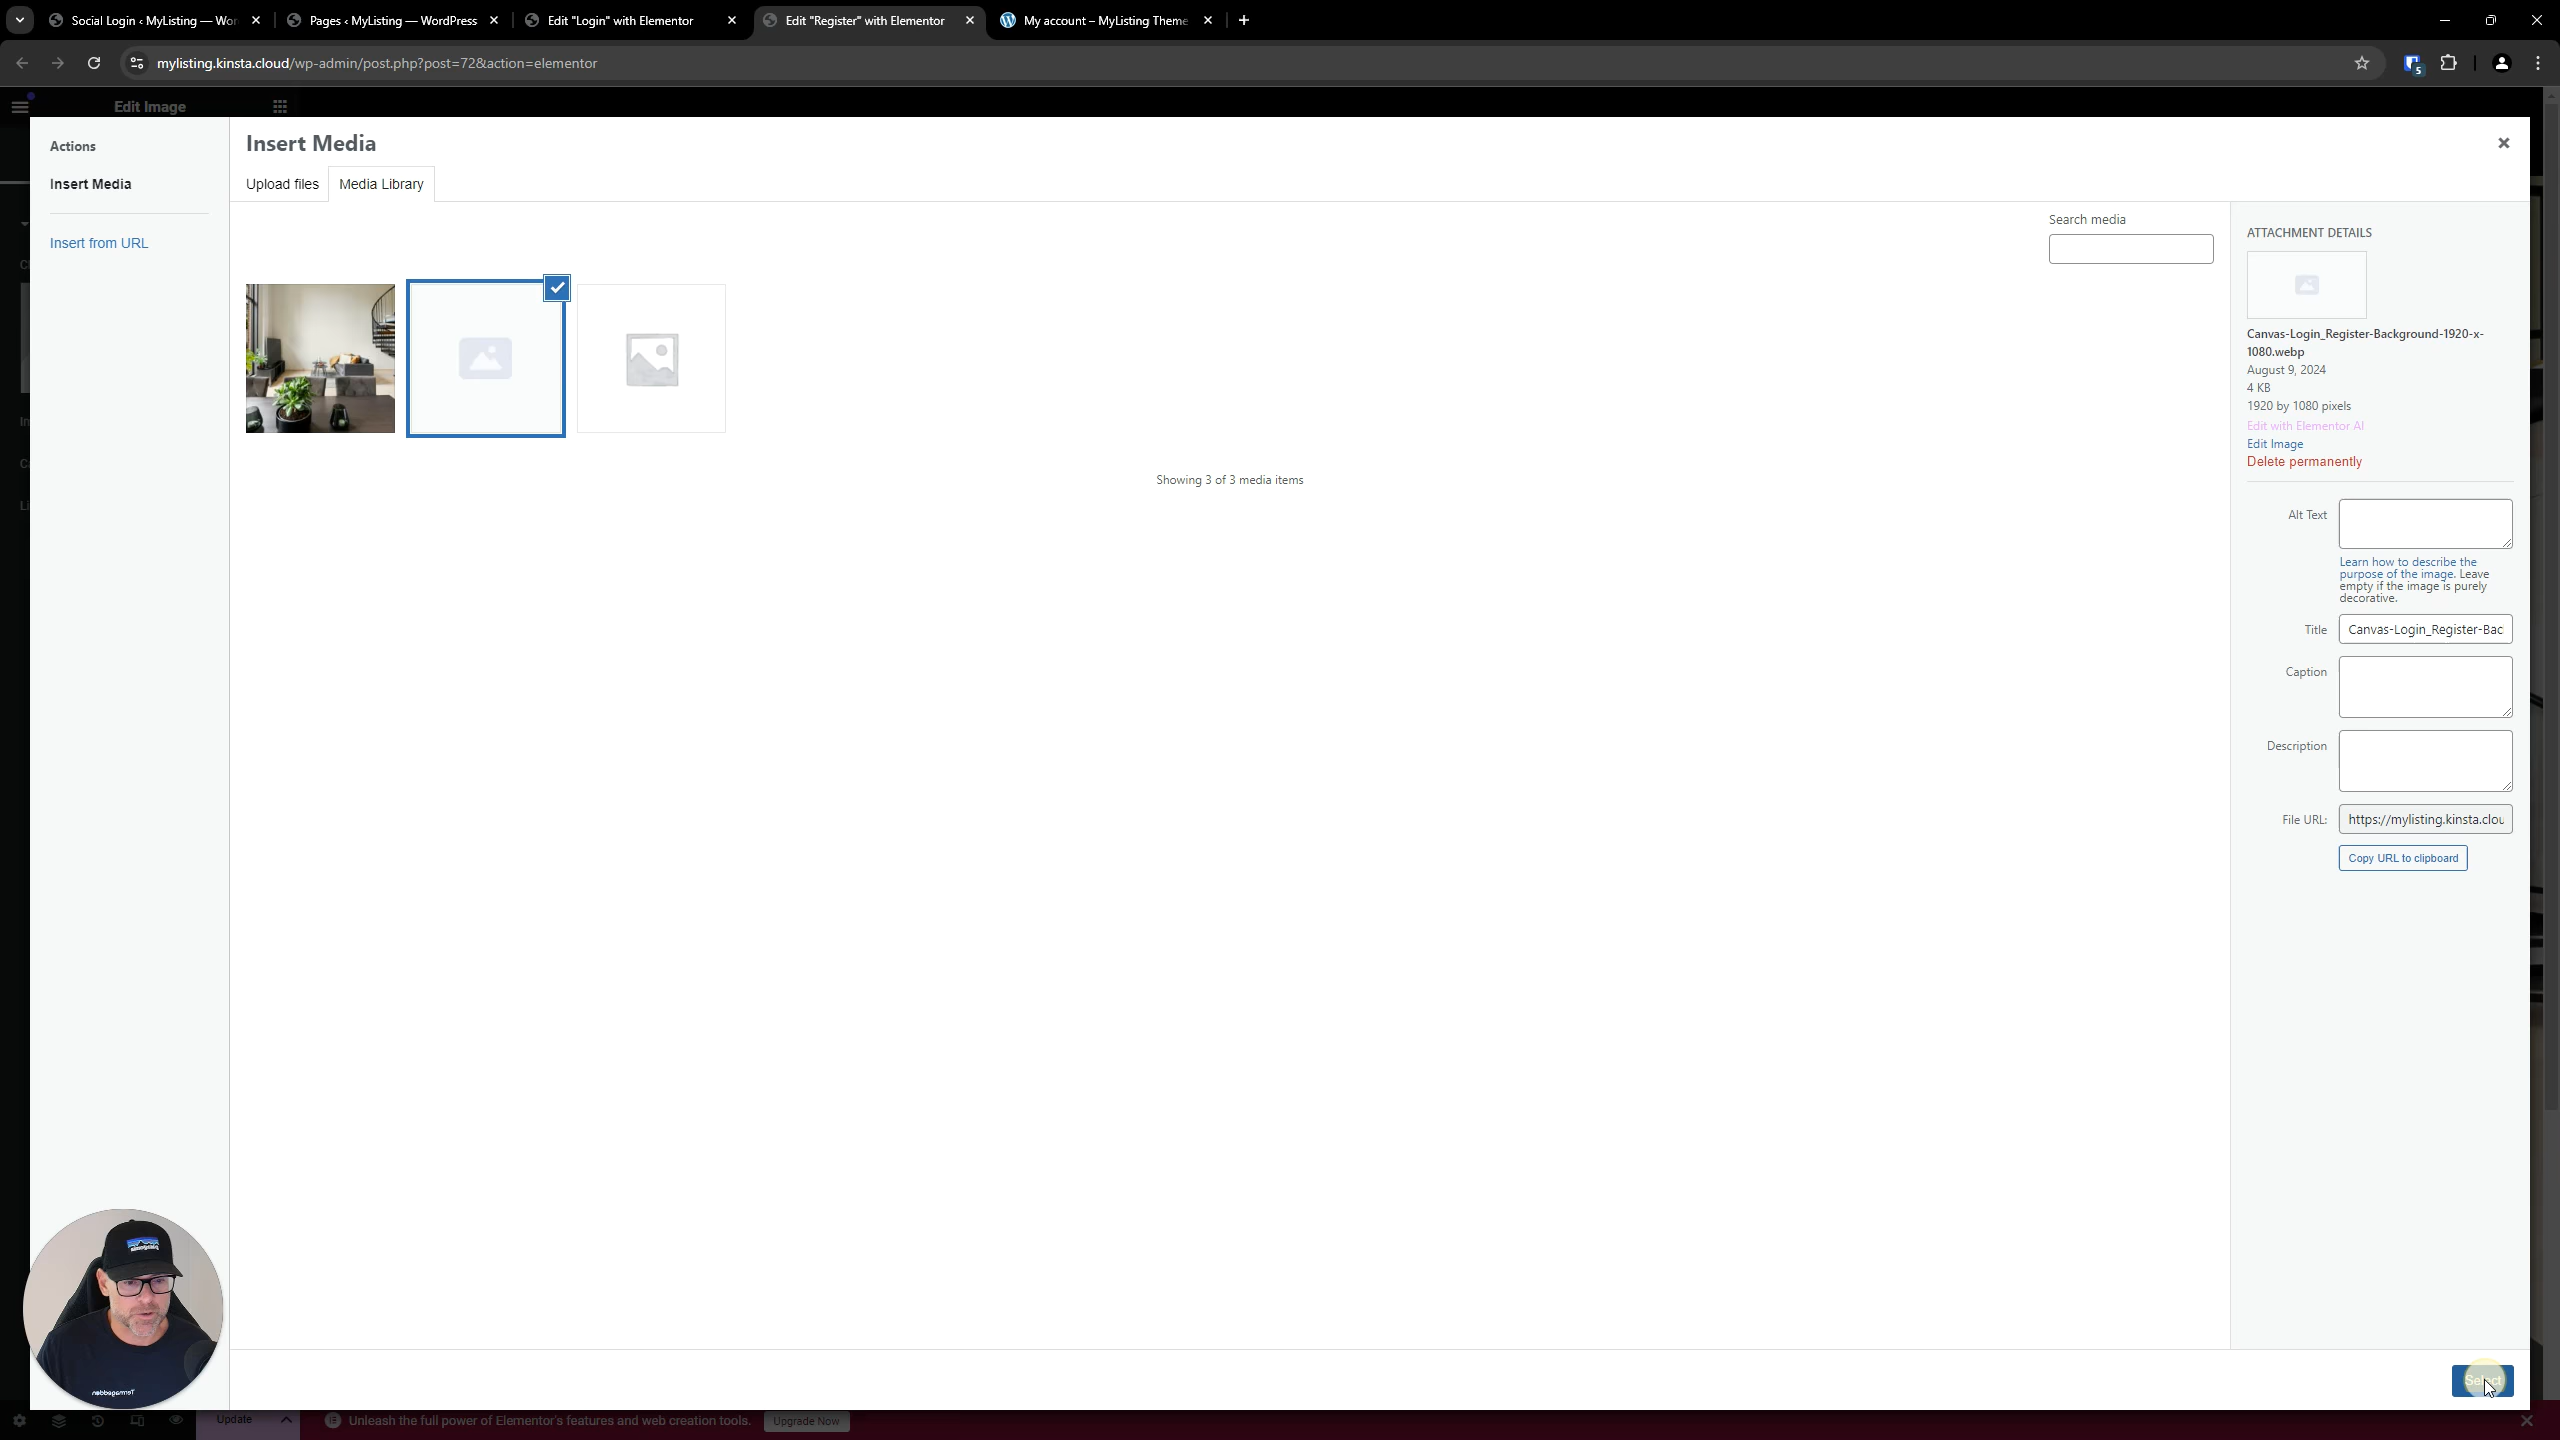 Social Login ‹ MyListing — Wor
Pages ‹ MyListing — WordPress
Edit "Login" with Elementor
Edit "Register" with Elementor
My account – MyListing Theme
mylisting.kinsta.cloud/wp-admin/post.php?post=72&action=elementor
5
Edit Image
Actions
Insert Media
Insert from URL
Insert Media
Upload files
Media Library
Search media
Showing 3 of 3 media items
ATTACHMENT DETAILS
Canvas-Login_Register-Background-1920-x-
1080.webp
August 9, 2024
4 KB
1920 by 1080 pixels
Edit with Elementor AI
Edit Image
Delete permanently
Alt Text
Learn how to describe the
purpose of the image. Leave
empty if the image is purely
decorative.
Title
Canvas-Login_Register-Bac
Caption
Description
File URL:
https://mylisting.kinsta.clou
Copy URL to clipboard
Select
Update
Unleash the full power of Elementor's features and web creation tools.
Upgrade Now